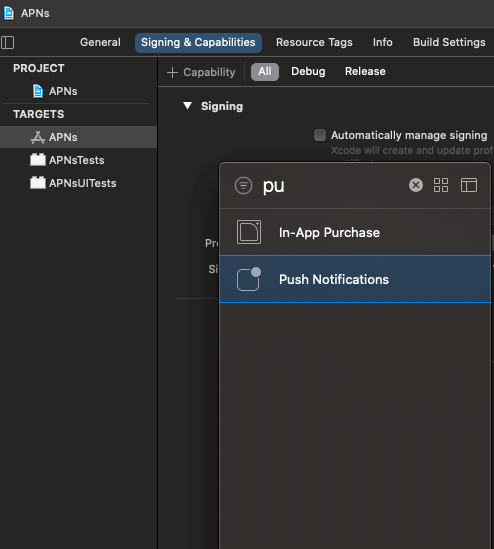 APNs
General Signing & Capabilities Resource Tags Info Build Settings
PROJECT
APNs
TARGETS
APNs
APNsTests
APNsUITests
+ Capability All Debug Release
Signing
Automatically manage signing
Xcode will create and update prof
pu
In-App Purchase
Push Notifications
Pr
Si